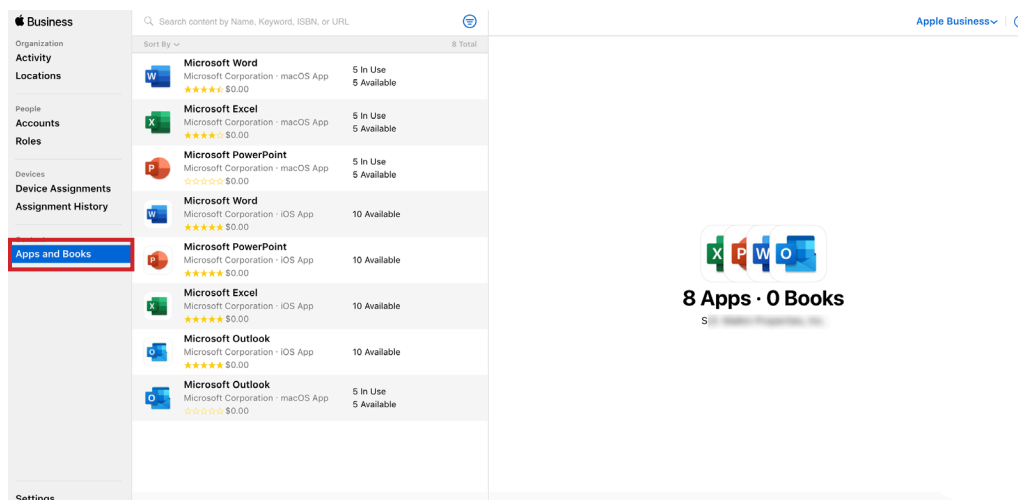 Business
Organization
Activity
Locations
People
Accounts
Roles
Devices
Device Assignments
Assignment History
Apps and Books
Settings
Search content by Name, Keyword, ISBN, or URL
Sort By
8 Total
Microsoft Word
Microsoft Corporation · macOS App
$0.00
5 In Use
5 Available
Microsoft Excel
Microsoft Corporation · macOS App
$0.00
5 In Use
5 Available
Microsoft PowerPoint
Microsoft Corporation · macOS App
$0.00
5 In Use
5 Available
Microsoft Word
Microsoft Corporation · iOS App
$0.00
10 Available
Microsoft PowerPoint
Microsoft Corporation · iOS App
$0.00
10 Available
Microsoft Excel
Microsoft Corporation · iOS App
$0.00
10 Available
Microsoft Outlook
Microsoft Corporation · iOS App
$0.00
10 Available
Microsoft Outlook
Microsoft Corporation · macOS App
$0.00
5 In Use
5 Available
Apple Business
8 Apps · 0 Books